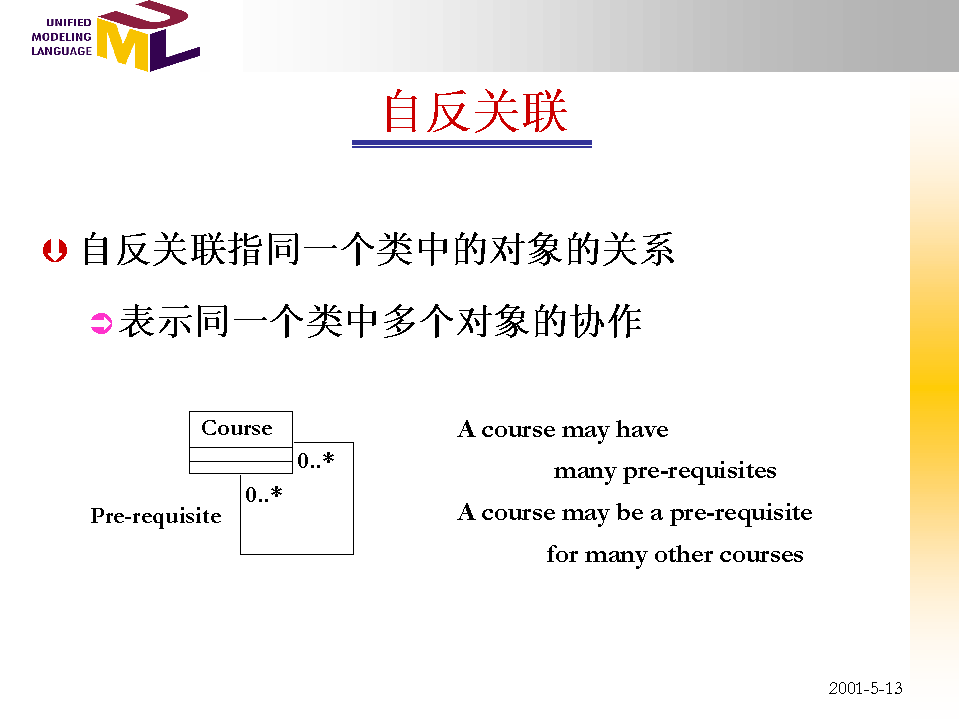 UNIFIED
MODELING
LANGUAGE
UML
自反关联
自反关联指同一个类中的对象的关系
表示同一个类中多个对象的协作
Course
0..*
0..*
Pre-requisite
A course may have
many pre-requisites
A course may be a pre-requisite
for many other courses
2001-5-13